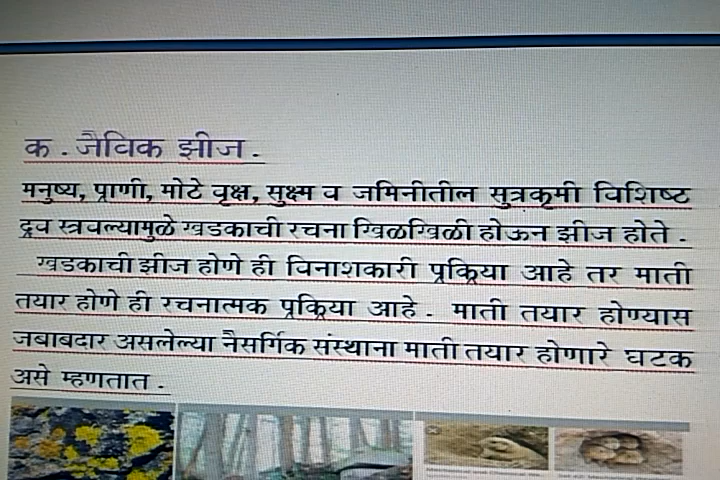 क . जैविक झीज .
मनुष्य, प्राणी, मोटे वृक्ष, सुक्ष्म व जमिनीतील सुत्रकृमी विशिष्ट
द्रव स्त्रवल्यामुळे खडकाची रचना खिळखिळी होऊन झीज होते .
खडकाची झीज होणे ही विनाशकारी प्रक्रिया आहे तर माती
तयार होणे ही रचनात्मक प्रक्रिया आहे . माती तयार होण्यास
जबाबदार असलेल्या नैसर्गिक संस्थाना माती तयार होणारे घटक
असे म्हणतात .